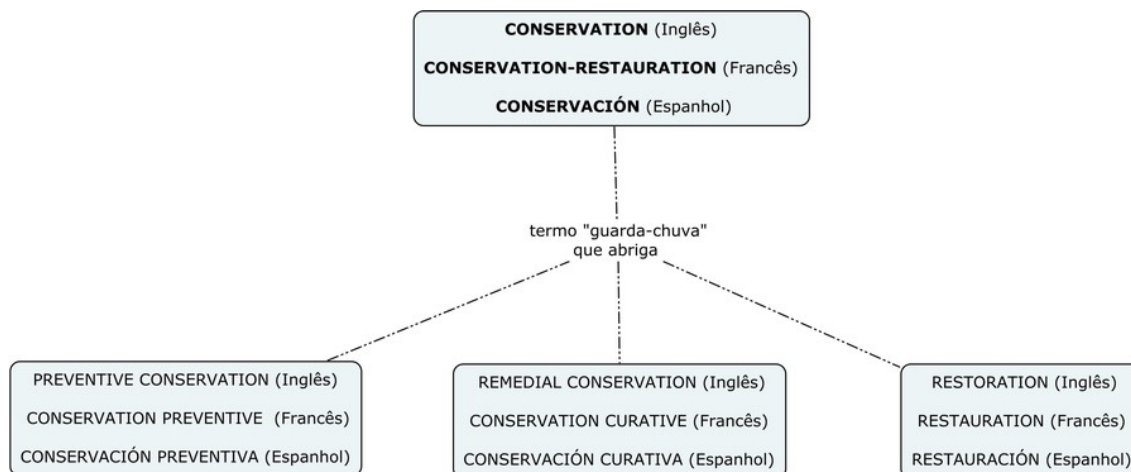 CONSERVATION (Inglês)
CONSERVATION-RESTAURATION (Francês)
CONSERVACIÓN (Espanhol)
termo "guarda-chuva"
que abriga
PREVENTIVE CONSERVATION (Inglês)
CONSERVATION PREVENTIVE (Francês)
CONSERVACIÓN PREVENTIVA (Espanhol)
REMEDIAL CONSERVATION (Inglês)
CONSERVATION CURATIVE (Francês)
CONSERVACIÓN CURATIVA (Espanhol)
RESTORATION (Inglês)
RESTAURATION (Francês)
RESTAURACIÓN (Espanhol)